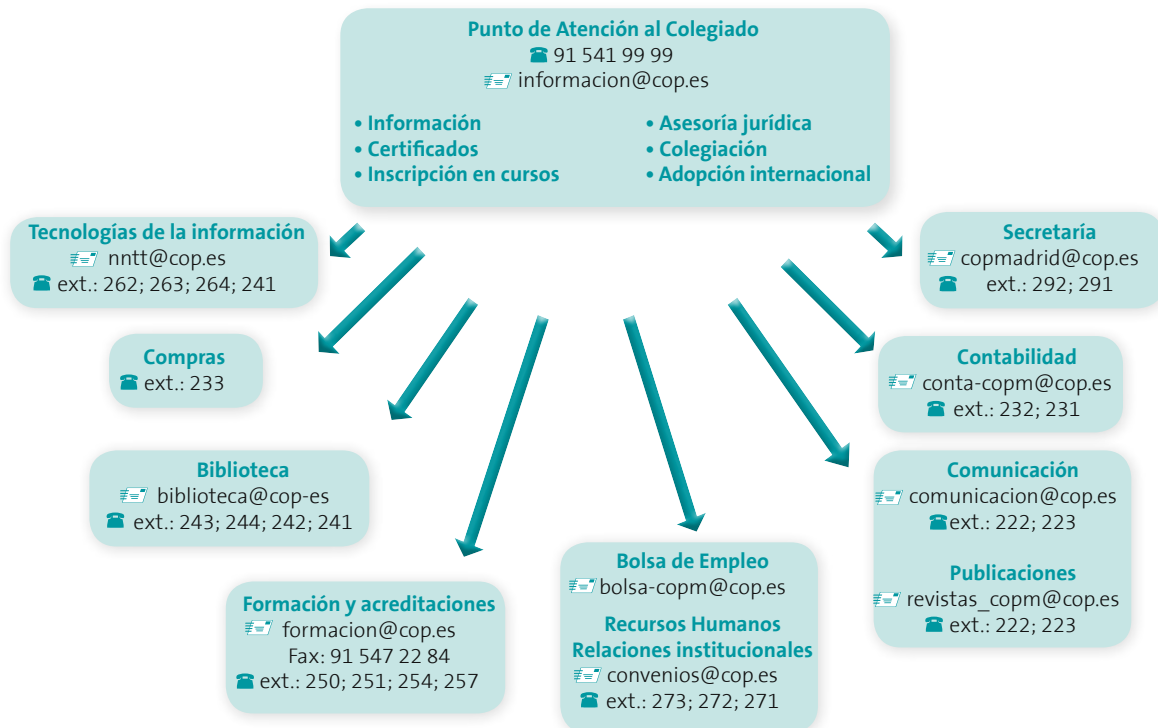 Punto de Atención al Colegiado
91 541 99 99
informacion@cop.es
• Información
• Certificados
• Inscripción en cursos
• Asesoría jurídica
• Colegiación
• Adopción internacional
Tecnologías de la información
nntt@cop.es
ext.: 262; 263; 264; 241
Secretaría
copmadrid@cop.es
ext.: 292; 291
Compras
ext.: 233
Contabilidad
conta-copm@cop.es
ext.: 232; 231
Biblioteca
biblioteca@cop-es
ext.: 243; 244; 242; 241
Comunicación
comunicacion@cop.es
ext.: 222; 223
Publicaciones
revistas_copm@cop.es
ext.: 222; 223
Formación y acreditaciones
formacion@cop.es
Fax: 91 547 22 84
ext.: 250; 251; 254; 257
Bolsa de Empleo
bolsa-copm@cop.es
Recursos Humanos
Relaciones institucionales
convenios@cop.es
ext.: 273; 272; 271